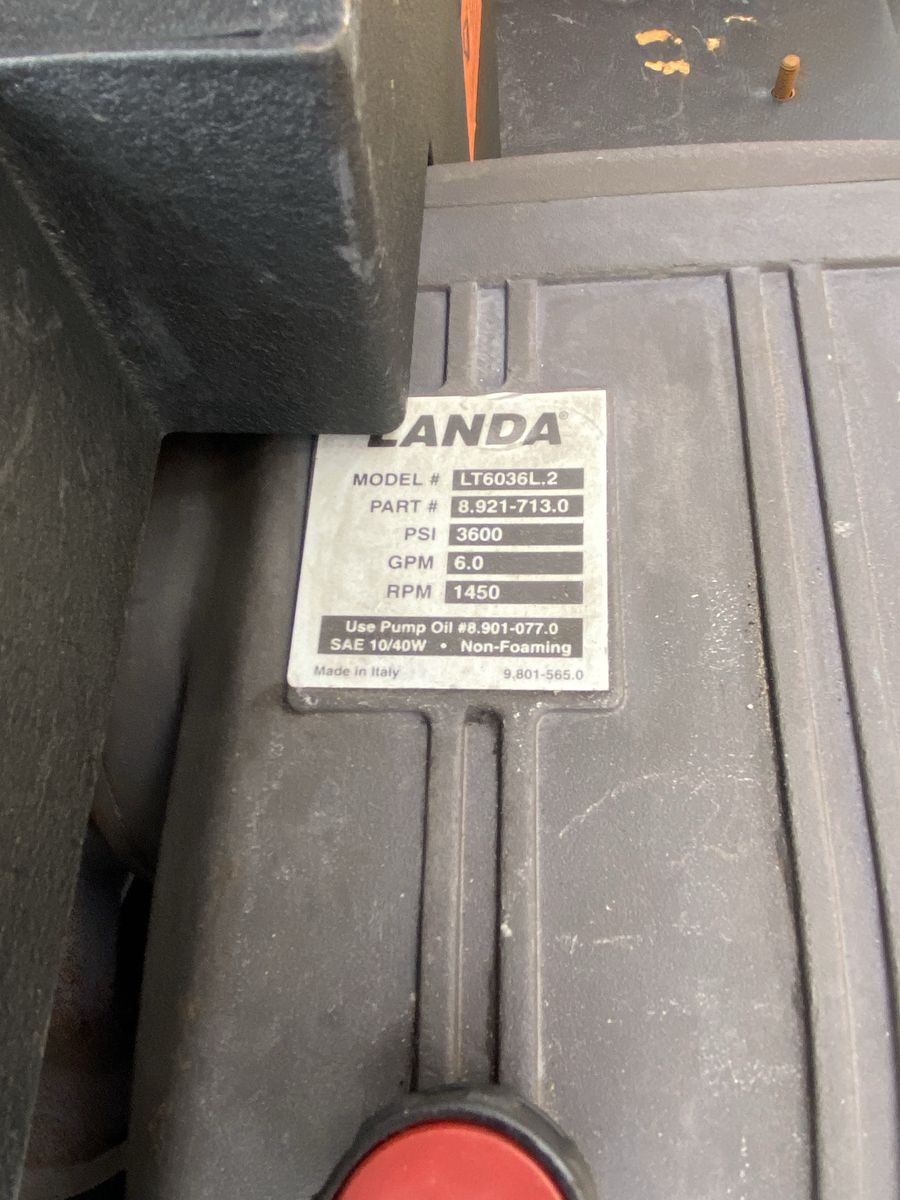 LANDA®
MODEL # LT6036L.2
PART # 8.921-713.0
PSI 3600
GPM 6.0
RPM 1450
Use Pump Oil #8.901-077.0
SAE 10/40W • Non-Foaming
Made in Italy 9.801-565.0